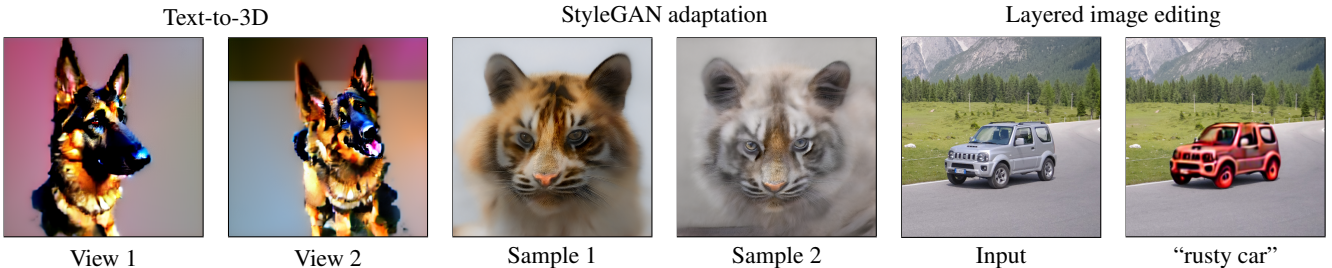 Text-to-3D
StyleGAN adaptation
Layered image editing
View 1
View 2
Sample 1
Sample 2
Input
“rusty car”